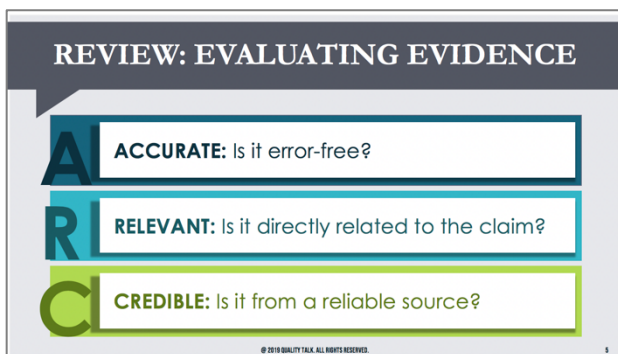 REVIEW: EVALUATING EVIDENCE
A
ACCURATE: Is it error-free?
R
RELEVANT: Is it directly related to the claim?
C
CREDIBLE: Is it from a reliable source?
@ 2019 QUALITY TALK. ALL RIGHTS RESERVED.
5